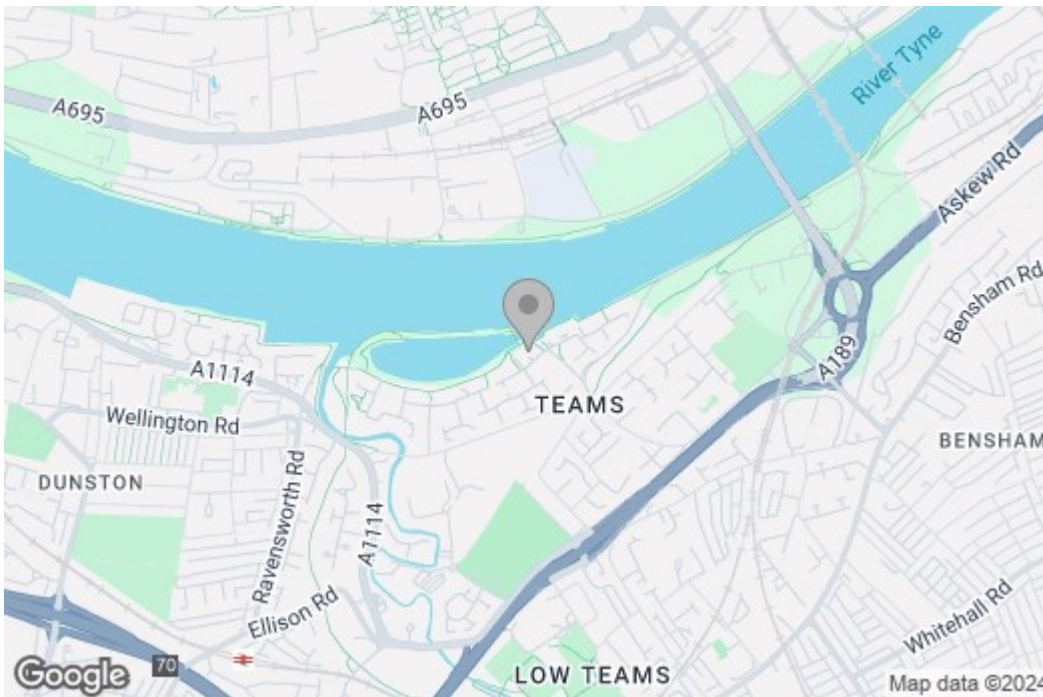 River Tyne
A695
A695
Askew Rd
Bensham Rd
A189
A1114
TEAMS
Wellington Rd
BENSHAM
DUNSTON
Ravensworth Rd
A1114
Whitehall Rd
Ellison Rd
70
LOW TEAMS
Google
Map data ©2024